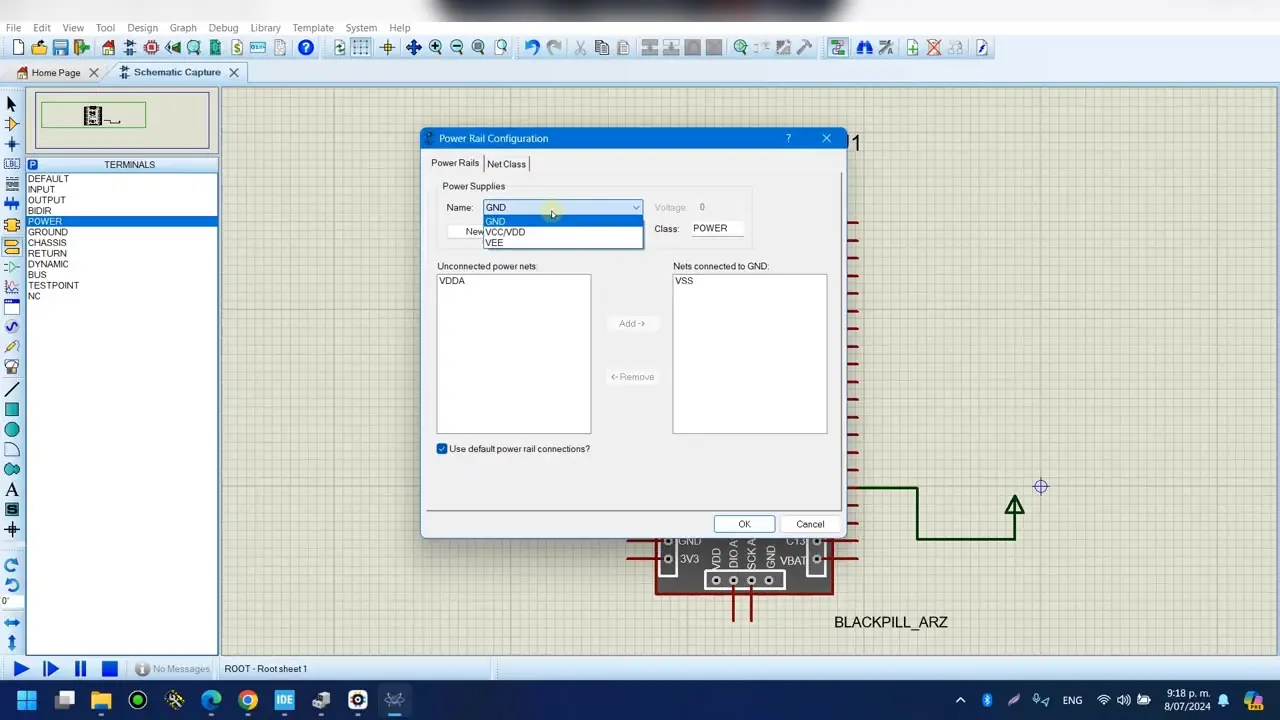 File Edit View Tool Design Graph Debug Library Template System Help
Home Page
Schematic Capture
TERMINALS
DEFAULT
INPUT
OUTPUT
BIDIR
POWER
GROUND
CHASSIS
RETURN
DYNAMIC
BUS
TESTPOINT
NC
Power Rail Configuration
Power Rails Net Class
Power Supplies
Name: GND Voltage: 0
GND
VCC/VDD
VEE
New
Class: POWER
Unconnected power nets: Nets connected to GND:
VDDA VSS
Add ->
<- Remove
Use default power rail connections?
OK Cancel
GND
3V3
VDD
DIO A
SCK A
GND
C13
VBAT
BLACKPILL_ARZ
No Messages
ROOT - Root sheet 1
IDE
ENG
9:18 p. m.
8/07/2024